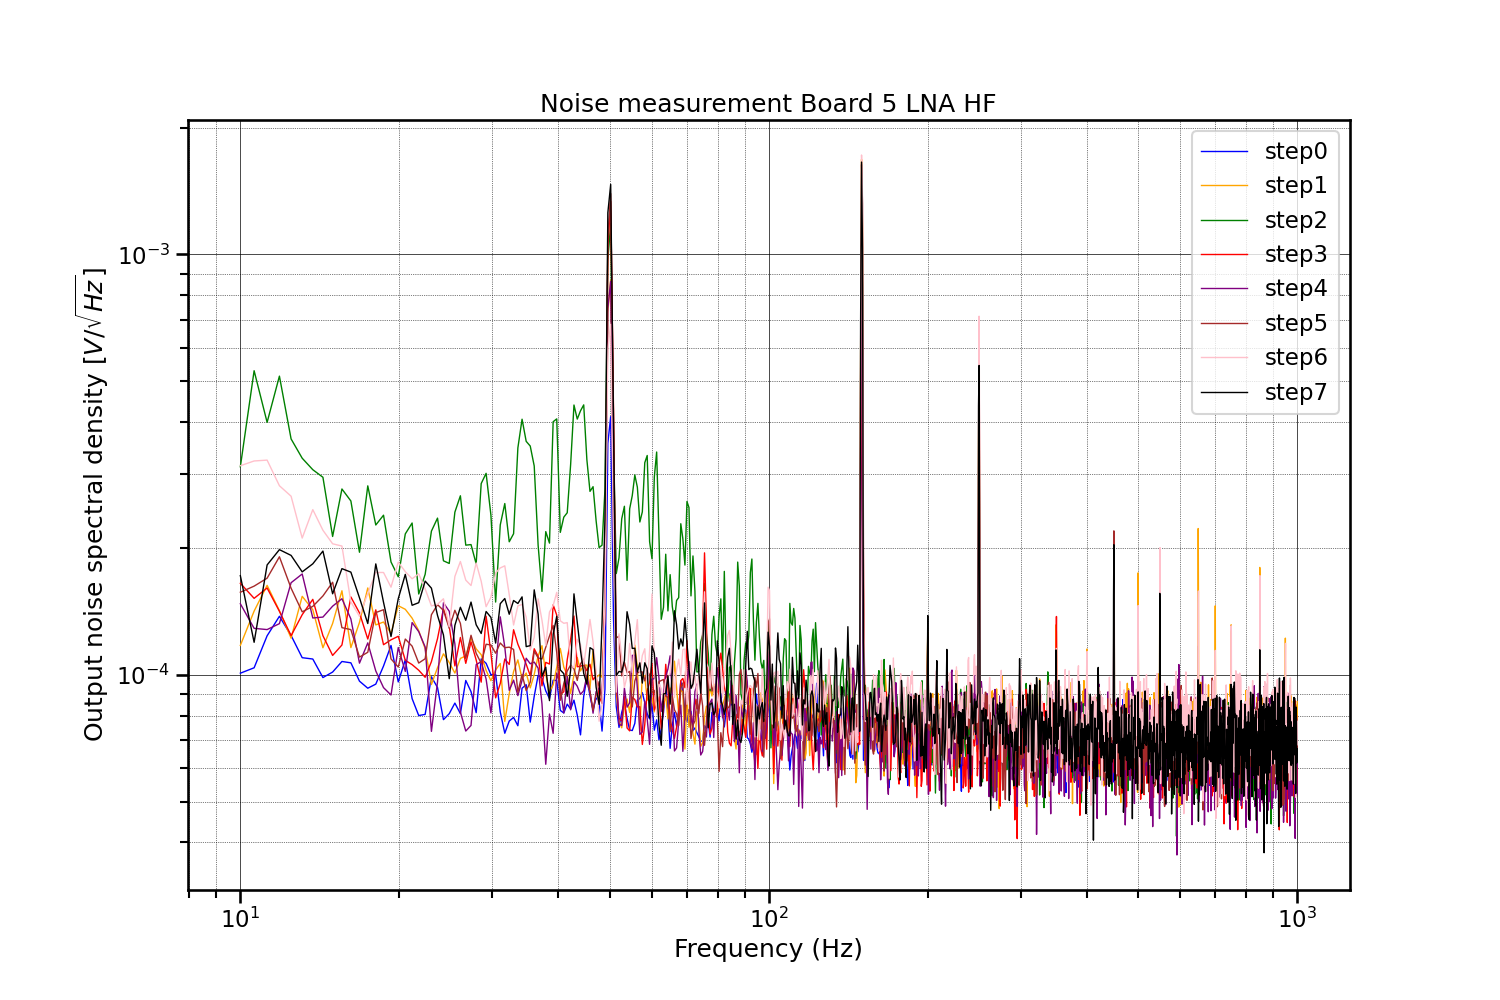 Noise measurement Board 5 LNA HF
Output noise spectral density [V/√Hz]
10⁻³
10⁻⁴
step0
step1
step2
step3
step4
step5
step6
step7
10¹
10²
10³
Frequency (Hz)